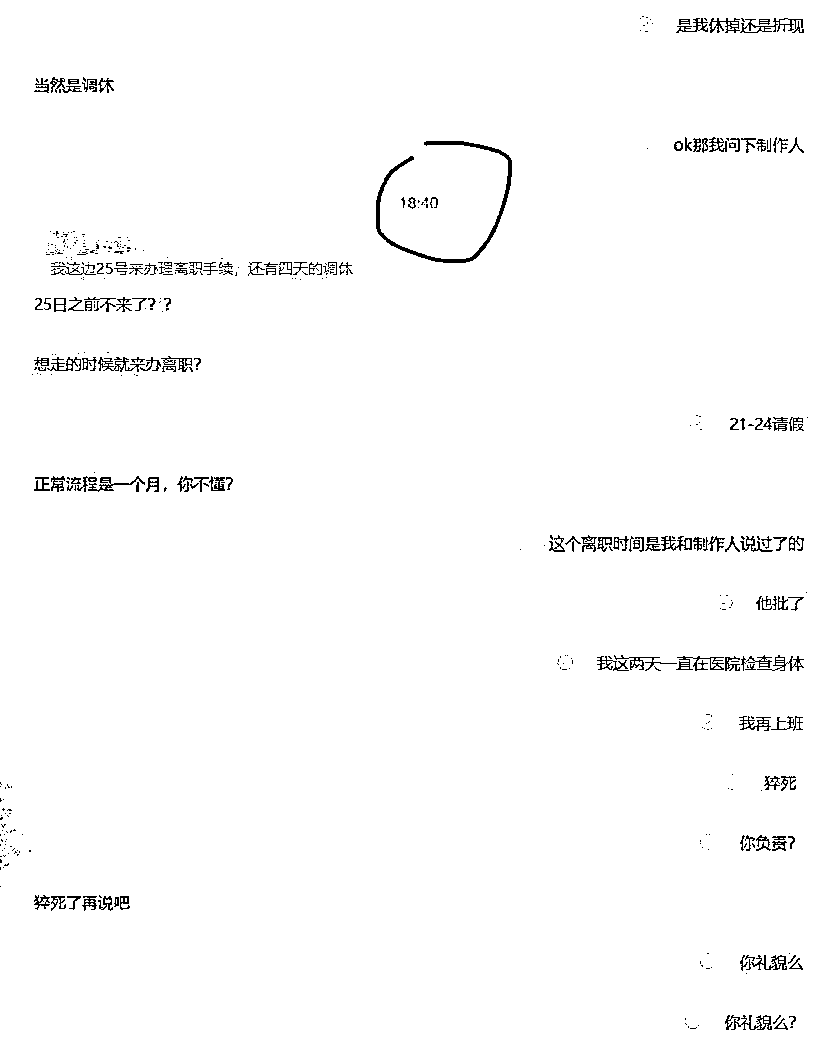 是我休掉还是折现
当然是调休
ok那我问下制作人
18:40
我这边25号来办理离职手续，还有四天的调休
25日之前不来了？？
想走的时候就来办离职？
21-24请假
正常流程是一个月，你不懂？
这个离职时间是我和制作人说过了的
他批了
我这两天一直在医院检查身体
我再上班
猝死
你负责？
猝死了再说吧
你礼貌么
你礼貌么？